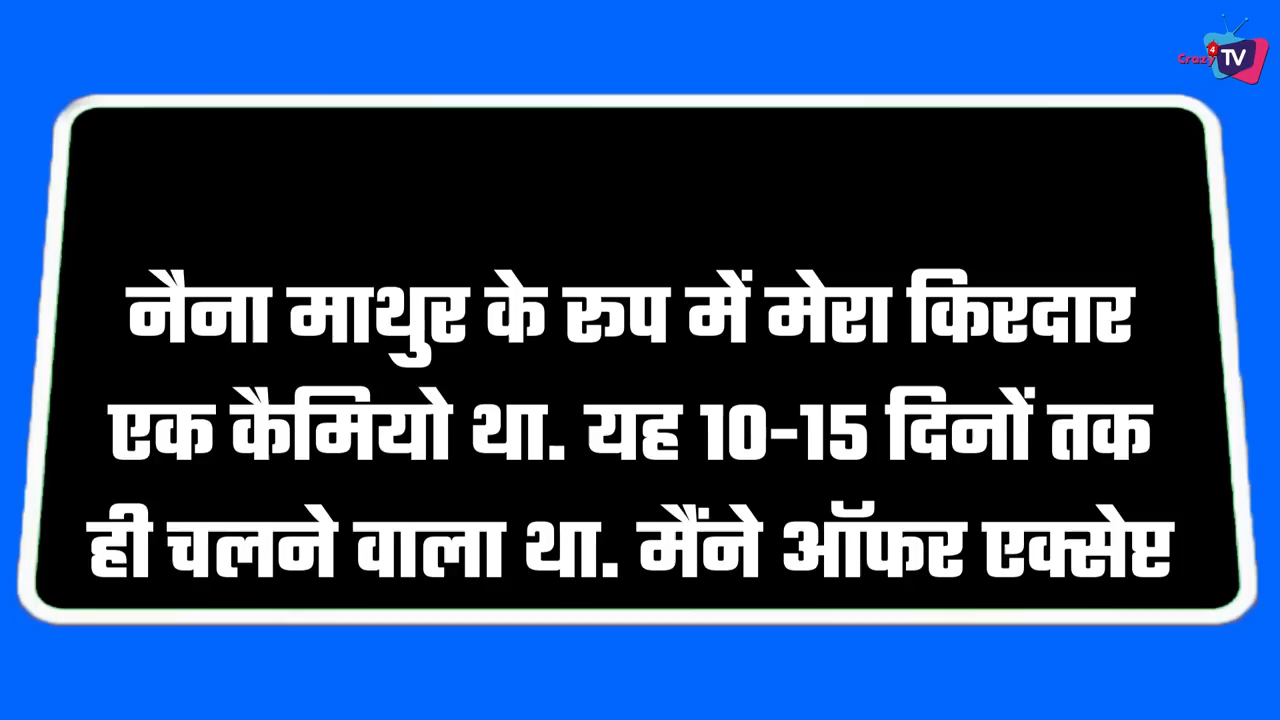 Crazy 4 TV
नैना माथुर के रूप में मेरा किरदार
एक कैमियो था. यह 10-15 दिनों तक
ही चलने वाला था. मैंने ऑफर एक्सेप्ट